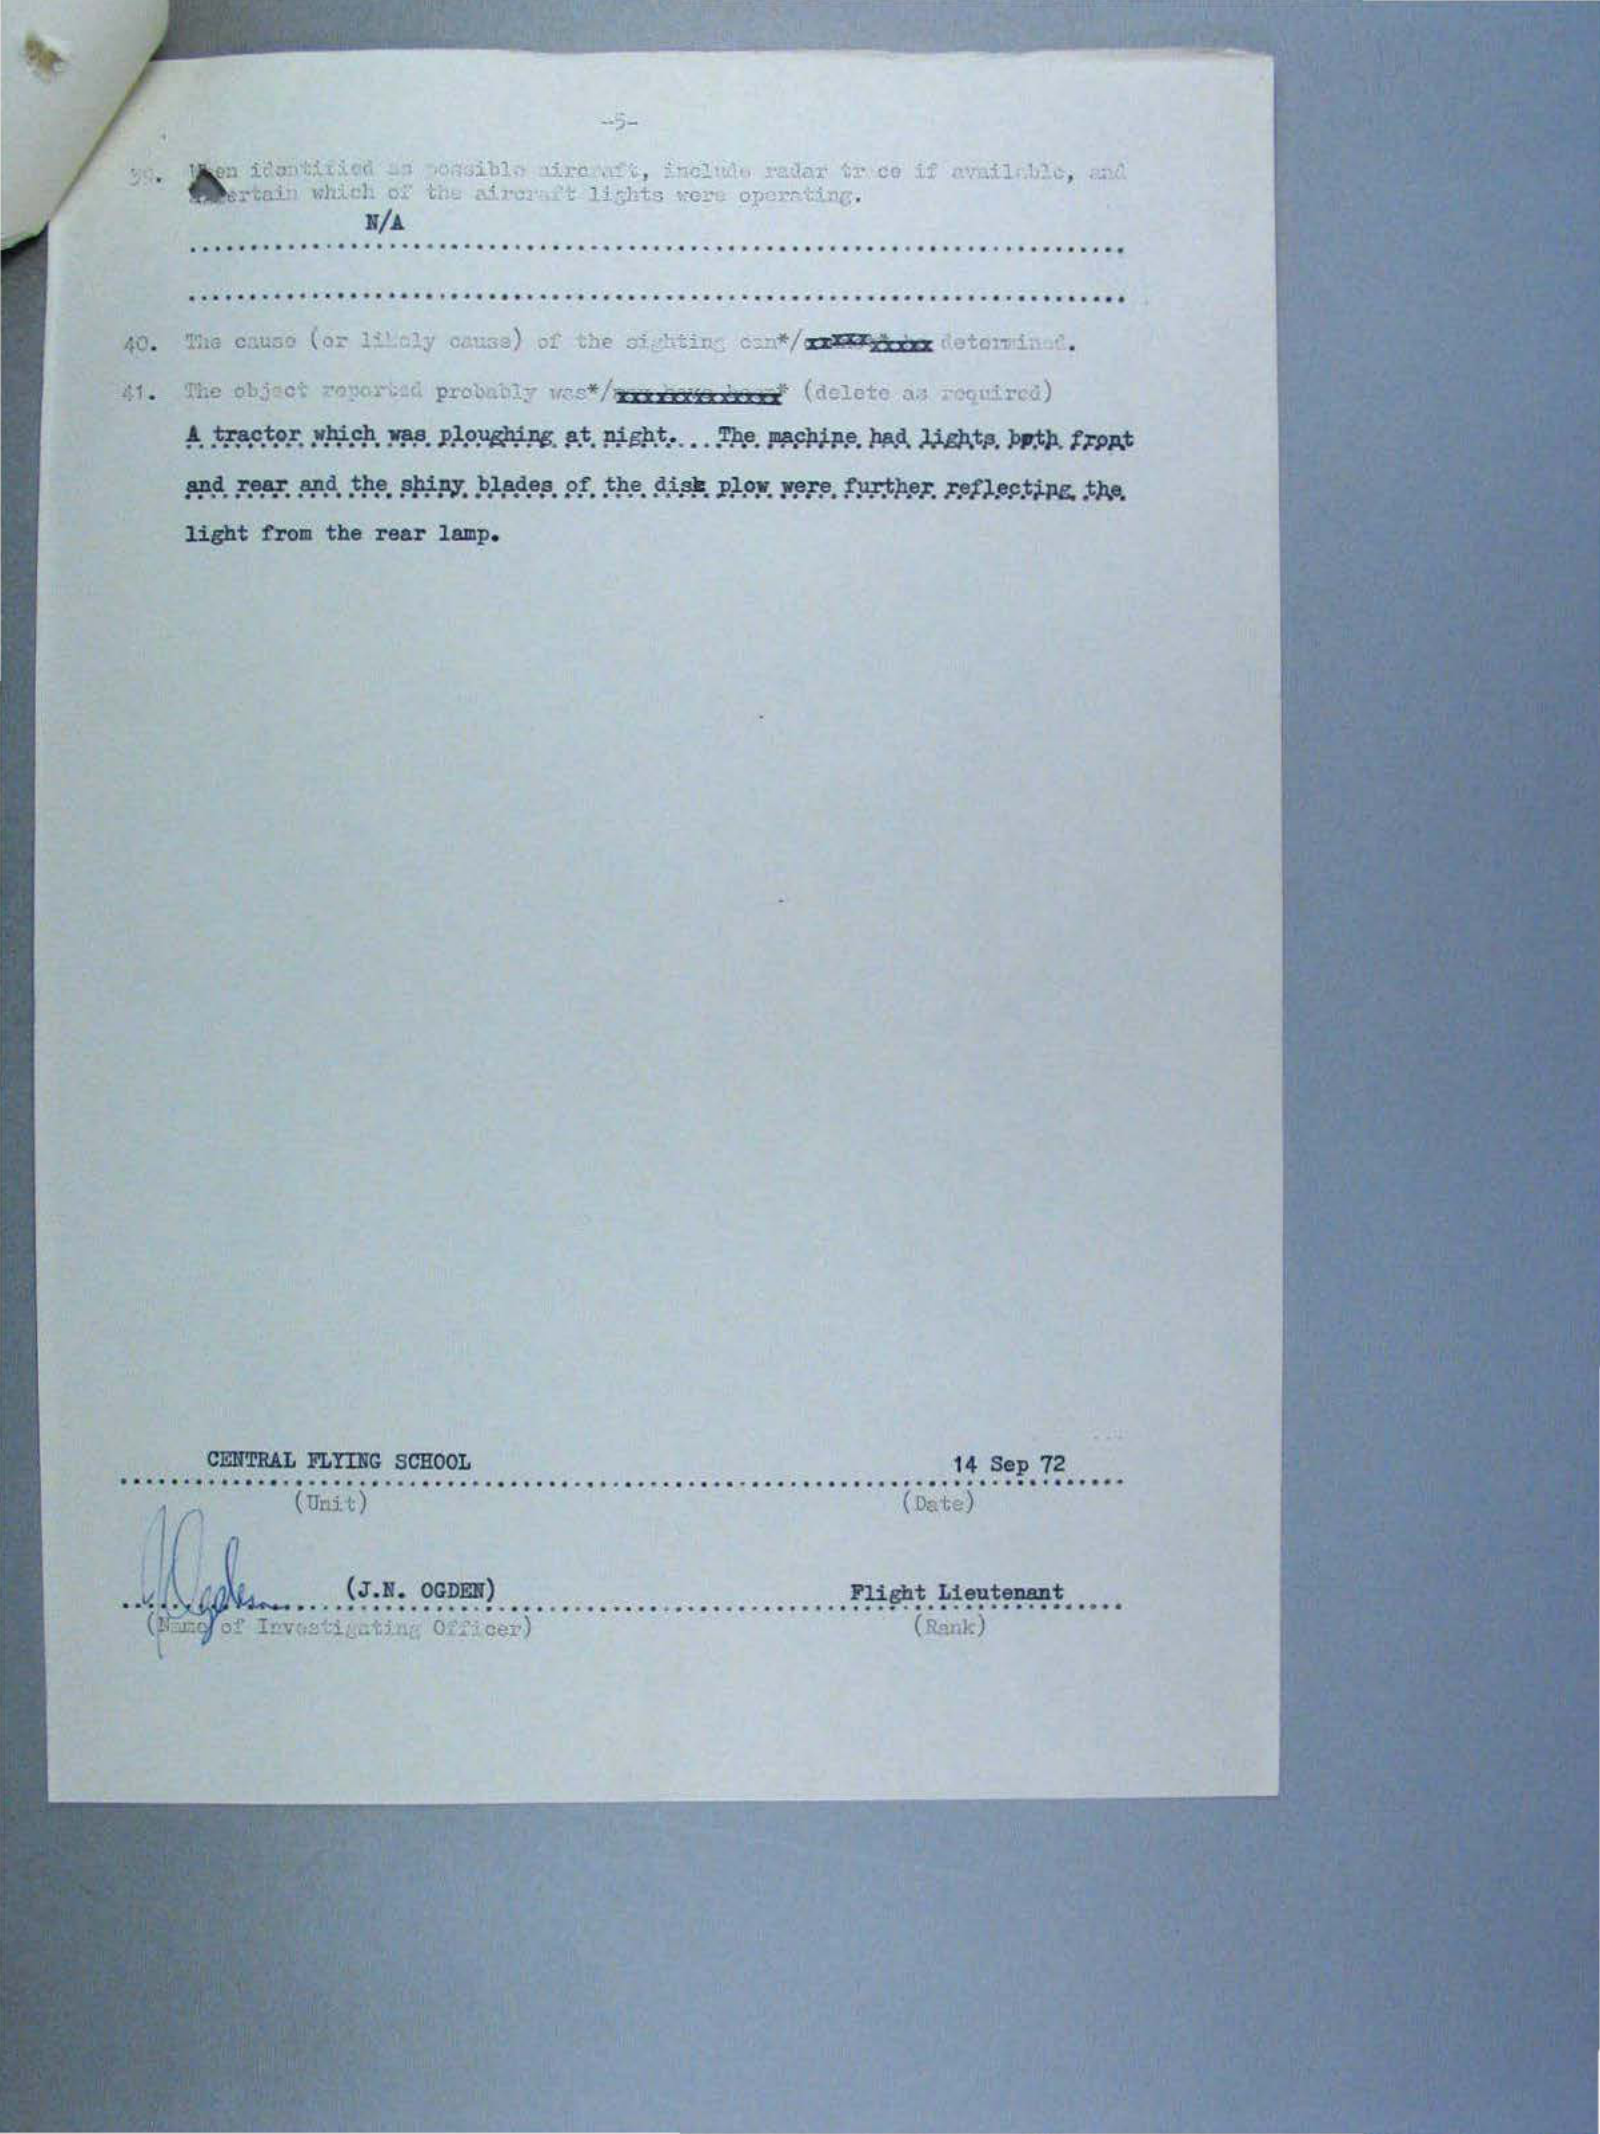 -5-
39. When identified as possible aircraft, include radar trace if available, and
ascertain which of the aircraft lights were operating.
N/A
40. The cause (or likely cause) of the sighting can*/ be determined.
41. The object reported probably was*/ * (delete as required)
A tractor which was ploughing at night. The machine had lights both front
and rear and the shiny blades of the disk plow were further reflecting the
light from the rear lamp.
CENTRAL FLYING SCHOOL 14 Sep 72
(Unit) (Date)
(J.N. OGDEN) Flight Lieutenant
(Name of Investigating Officer) (Rank)